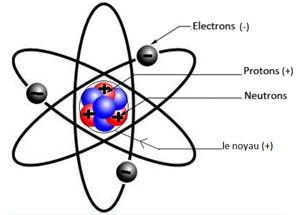 Electrons (-)
Protons (+)
Neutrons
le noyau (+)